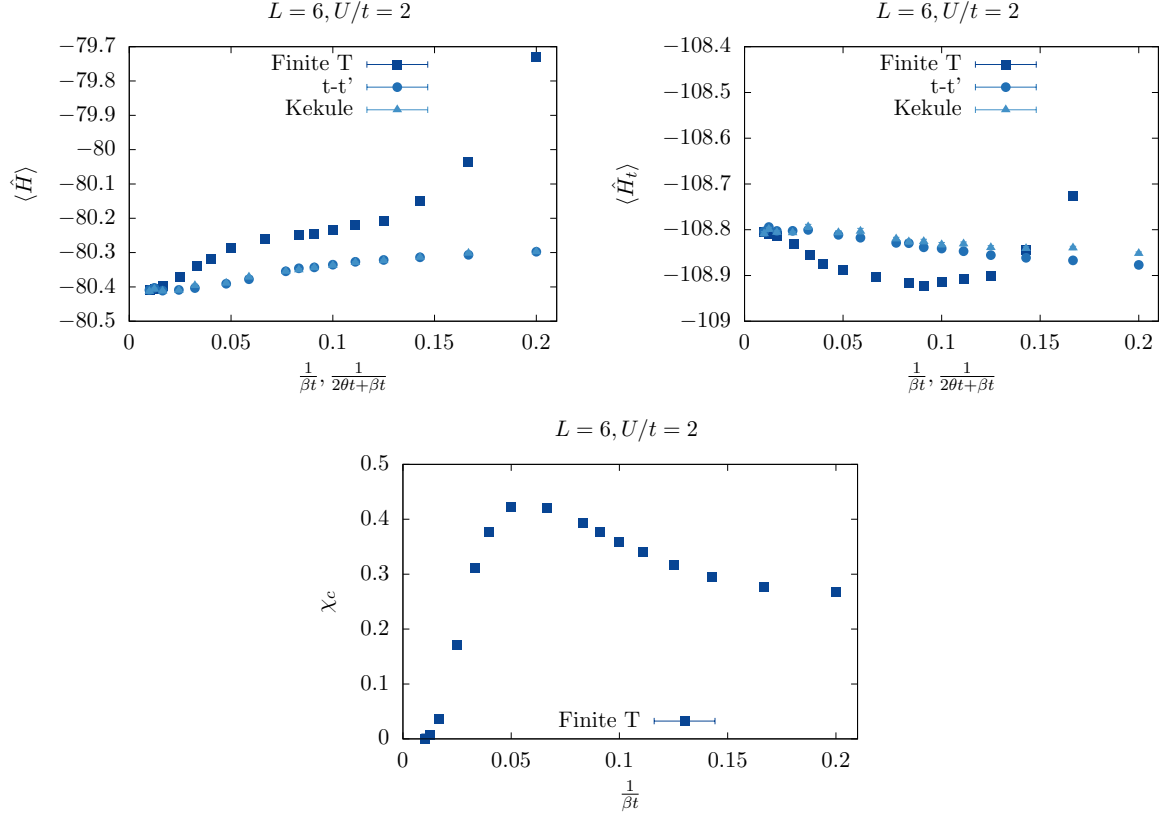 L = 6, U/t = 2
⟨Ĥ⟩
−79.7
−79.8
−79.9
−80
−80.1
−80.2
−80.3
−80.4
−80.5
Finite T
t-t’
Kekule
0 0.05 0.1 0.15 0.2
1/βt, 1/2θt+βt
L = 6, U/t = 2
⟨Ĥ_t⟩
−108.4
−108.5
−108.6
−108.7
−108.8
−108.9
−109
Finite T
t-t’
Kekule
0 0.05 0.1 0.15 0.2
1/βt, 1/2θt+βt
L = 6, U/t = 2
χ_c
0.5
0.4
0.3
0.2
0.1
0
Finite T
0 0.05 0.1 0.15 0.2
1/βt